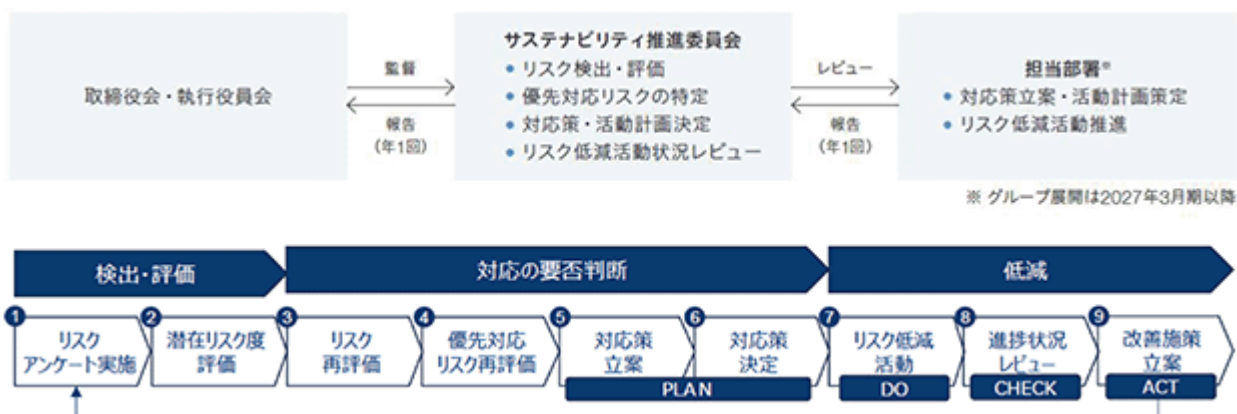 サステナビリティ推進委員会
取締役会・執行役員会
監督
報告
(年1回)
• リスク検出・評価
• 優先対応リスクの特定
• 対応策・活動計画決定
• リスク低減活動状況レビュー
レビュー
報告
(年1回)
担当部署※
• 対応策立案・活動計画策定
• リスク低減活動推進
※ グループ展開は2027年3月期以降
検出・評価
対応の要否判断
低減
1
リスク
アンケート実施
2
潜在リスク度
評価
3
リスク
再評価
4
優先対応
リスク再評価
5
対応策
立案
6
対応策
決定
PLAN
7
リスク低減
活動
DO
8
進捗状況
レビュー
CHECK
9
改善施策
立案
ACT